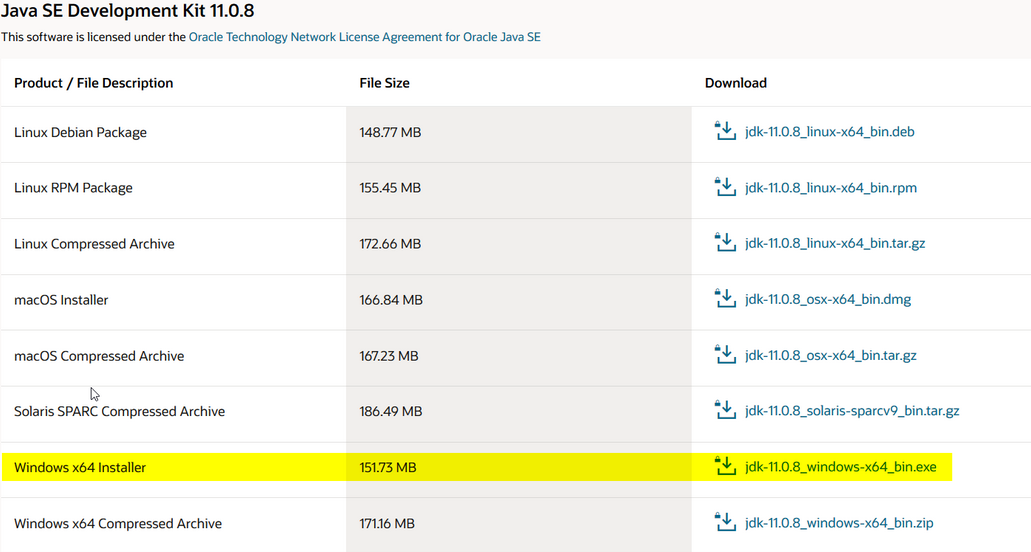 Java SE Development Kit 11.0.8
This software is licensed under the Oracle Technology Network License Agreement for Oracle Java SE
Product / File Description File Size Download
Linux Debian Package 148.77 MB jdk-11.0.8_linux-x64_bin.deb
Linux RPM Package 155.45 MB jdk-11.0.8_linux-x64_bin.rpm
Linux Compressed Archive 172.66 MB jdk-11.0.8_linux-x64_bin.tar.gz
macOS Installer 166.84 MB jdk-11.0.8_osx-x64_bin.dmg
macOS Compressed Archive 167.23 MB jdk-11.0.8_osx-x64_bin.tar.gz
Solaris SPARC Compressed Archive 186.49 MB jdk-11.0.8_solaris-sparcv9_bin.tar.gz
Windows x64 Installer 151.73 MB jdk-11.0.8_windows-x64_bin.exe
Windows x64 Compressed Archive 171.16 MB jdk-11.0.8_windows-x64_bin.zip